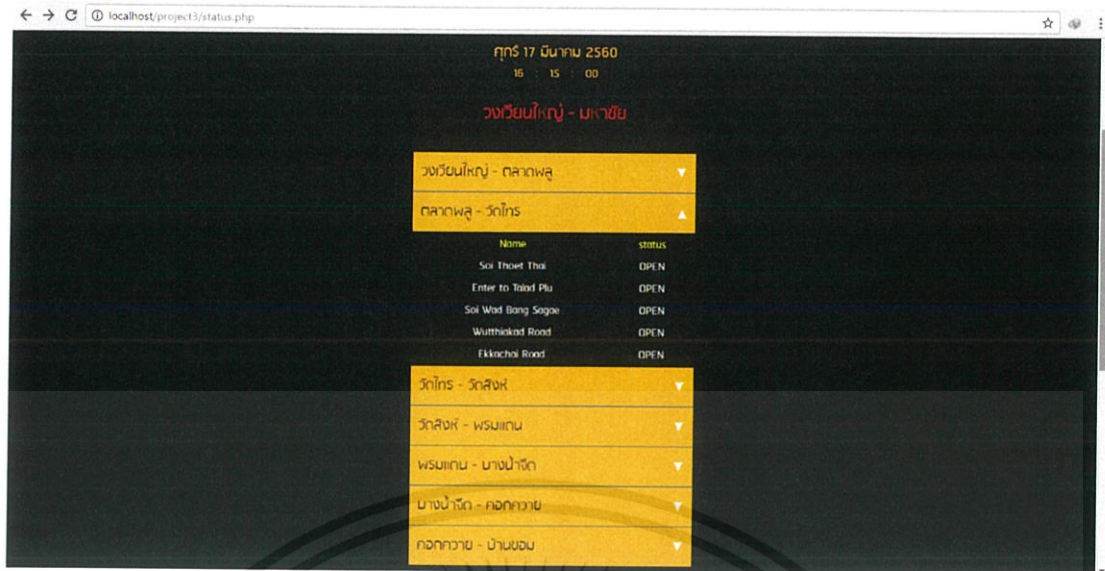 localhost/project3/status.php
ศุกร์ 17 มีนาคม 2560
16 : 15 : 00
วงเวียนใหญ่ - มหาชัย
วงเวียนใหญ่ - ตลาดพลู
ตลาดพลู - วัดไทร
Name status
Soi Thoet Thai OPEN
Enter to Talad Plu OPEN
Soi Wad Bang Sagae OPEN
Wutthiakad Road OPEN
Ekkachai Road OPEN
วัดไทร - วัดสิงห์
วัดสิงห์ - พรมแดน
พรมแดน - บางน้ำจืด
บางน้ำจืด - คอกควาย
คอกควาย - บ้านขอม